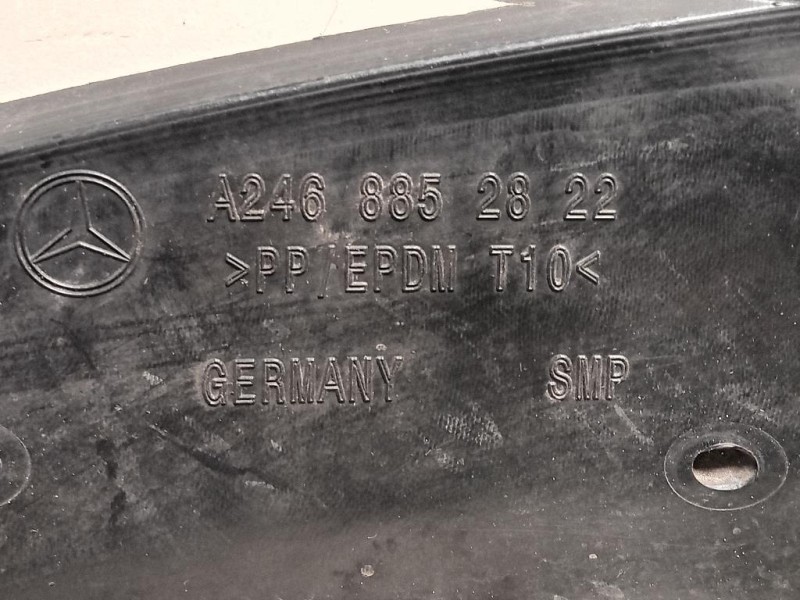 A246 885 28 22
>PP/EPDM T10<
GERMANY SMP